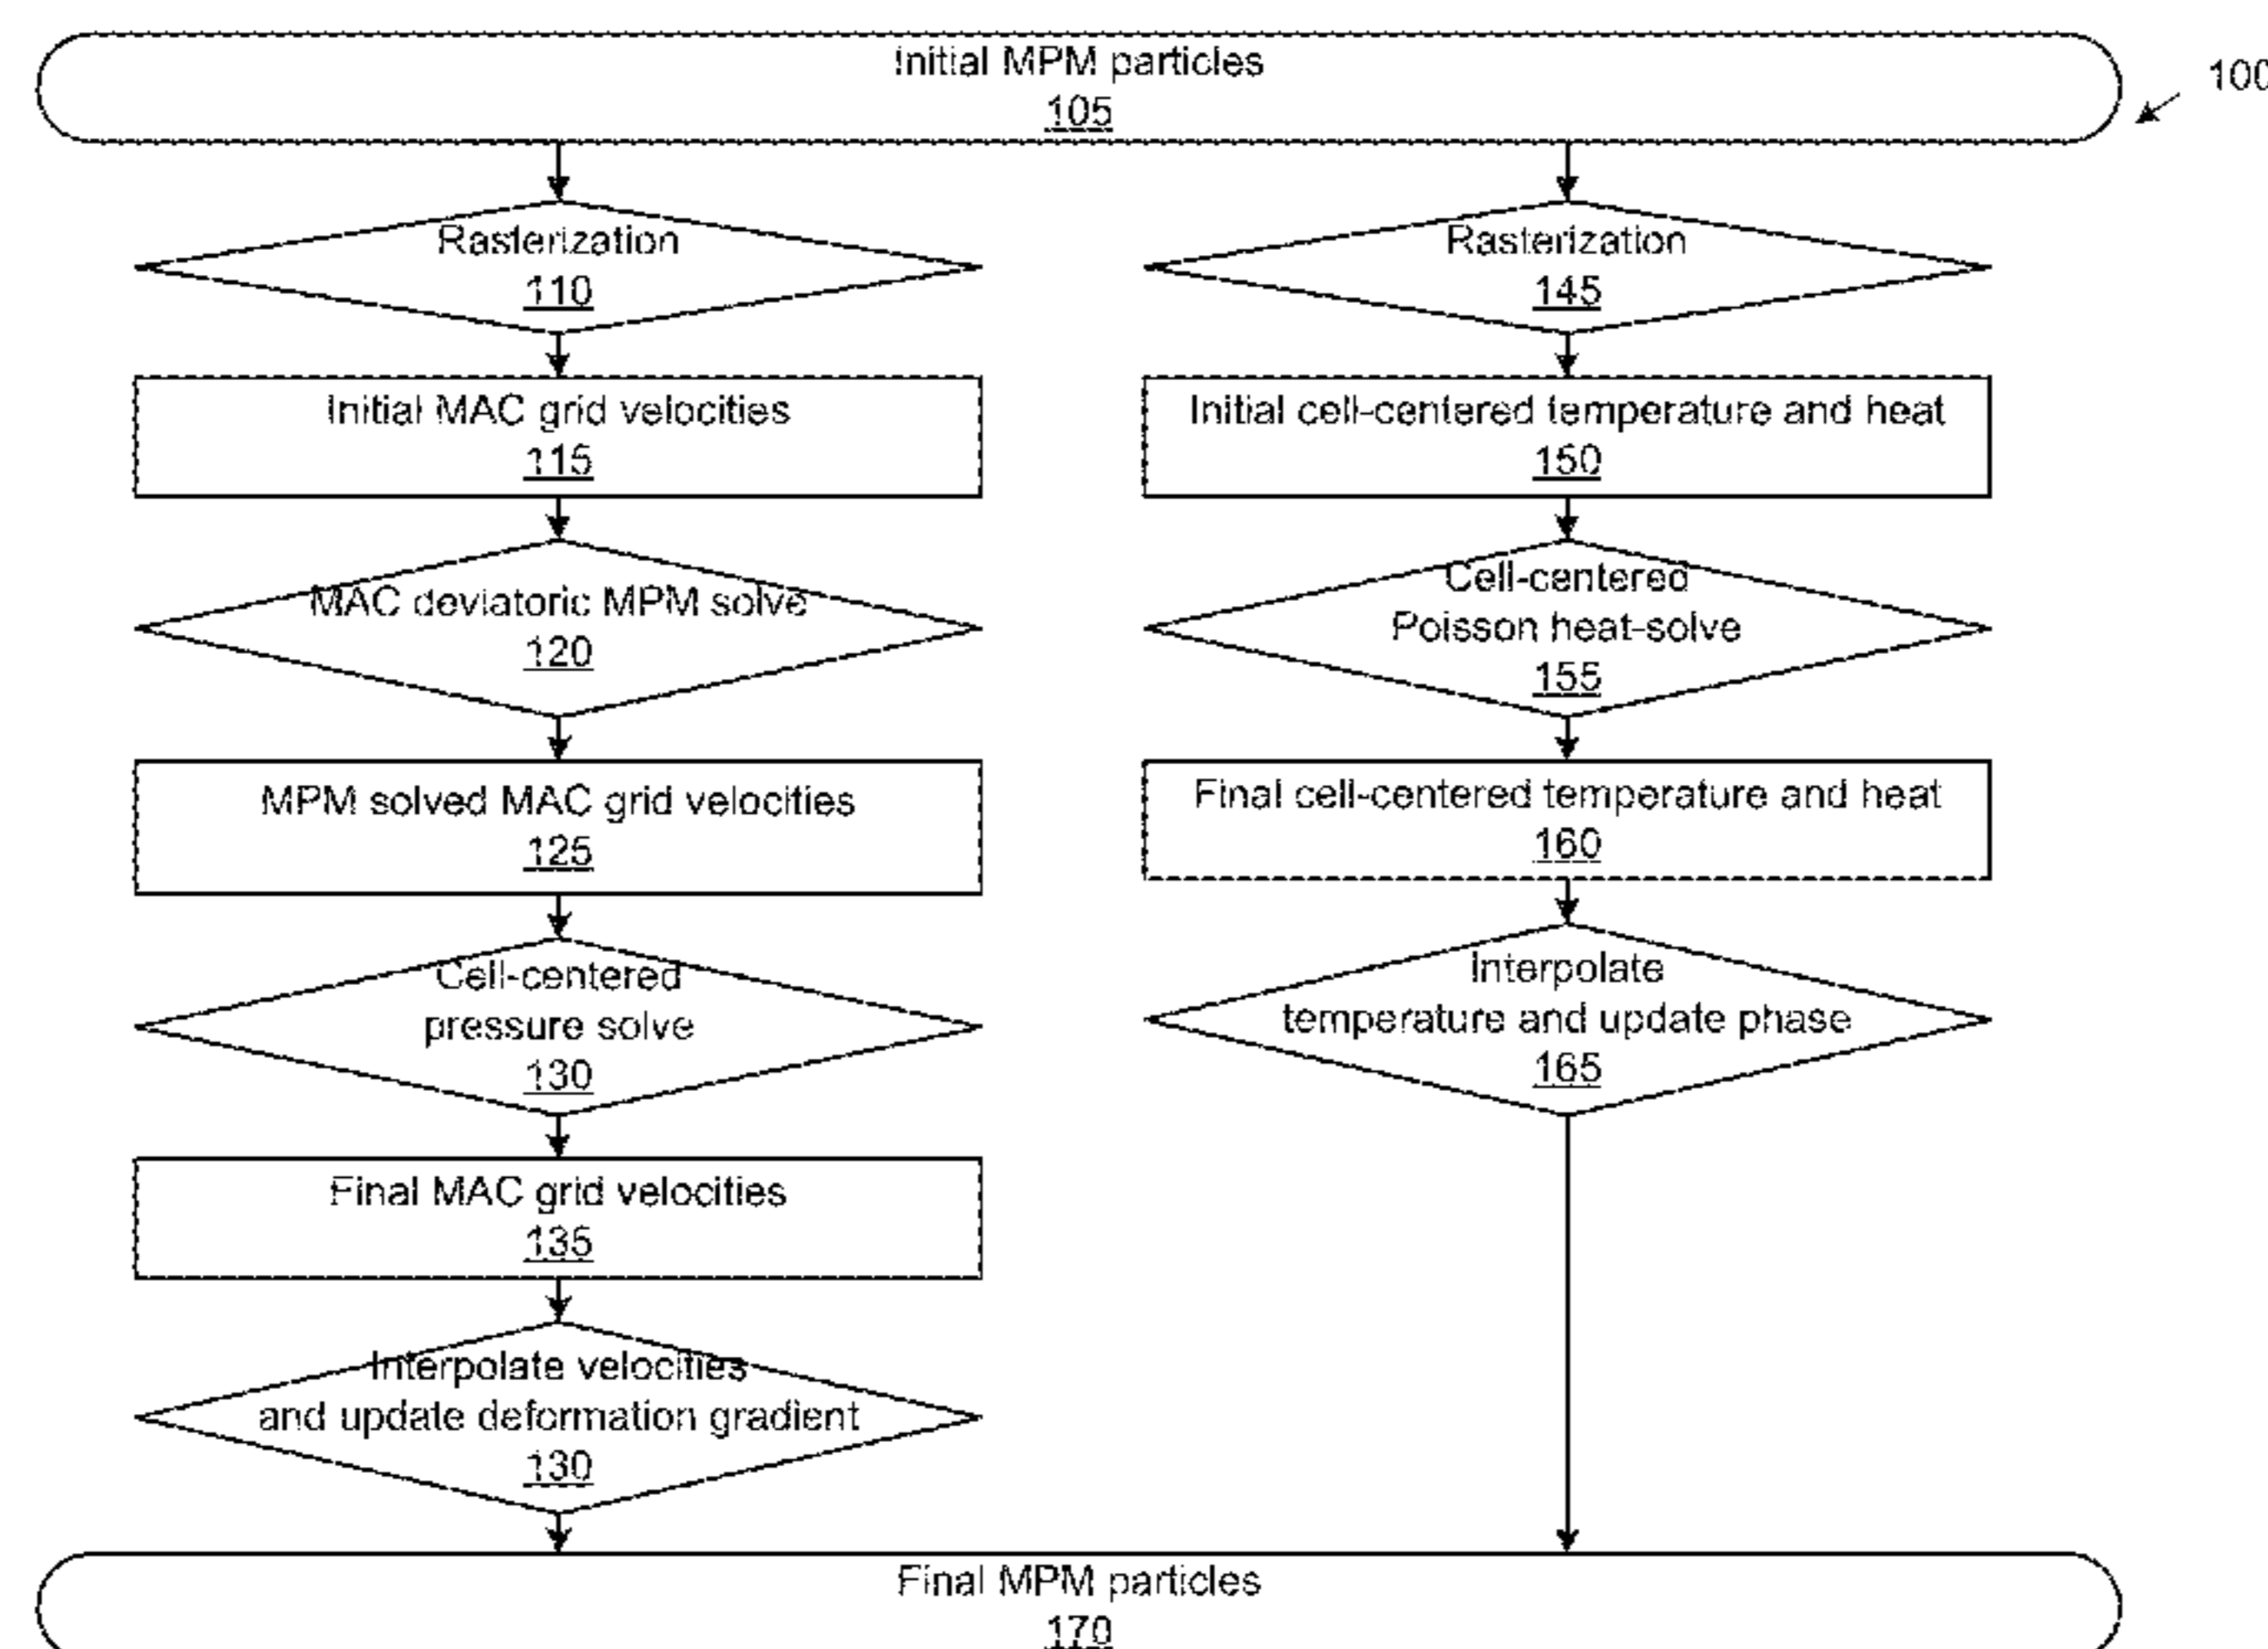 Initial MPM particles
105
100
Rasterization
110
Initial MAC grid velocities
115
MAC deviatoric MPM solve
120
MPM solved MAC grid velocities
125
Cell-centered
pressure solve
130
Final MAC grid velocities
135
Interpolate velocities
and update deformation gradient
130
Rasterization
145
Initial cell-centered temperature and heat
150
Cell-centered
Poisson heat-solve
155
Final cell-centered temperature and heat
160
Interpolate
temperature and update phase
165
Final MPM particles
170